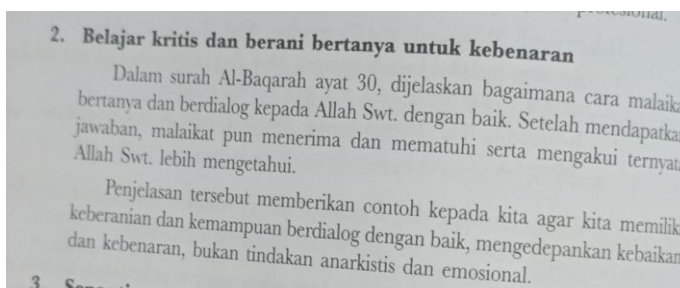 2. Belajar kritis dan berani bertanya untuk kebenaran
Dalam surah Al-Baqarah ayat 30, dijelaskan bagaimana cara malaika
bertanya dan berdialog kepada Allah Swt. dengan baik. Setelah mendapatka
jawaban, malaikat pun menerima dan mematuhi serta mengakui ternyat
Allah Swt. lebih mengetahui.
Penjelasan tersebut memberikan contoh kepada kita agar kita memilik
keberanian dan kemampuan berdialog dengan baik, mengedepankan kebaikan
dan kebenaran, bukan tindakan anarkistis dan emosional.
3